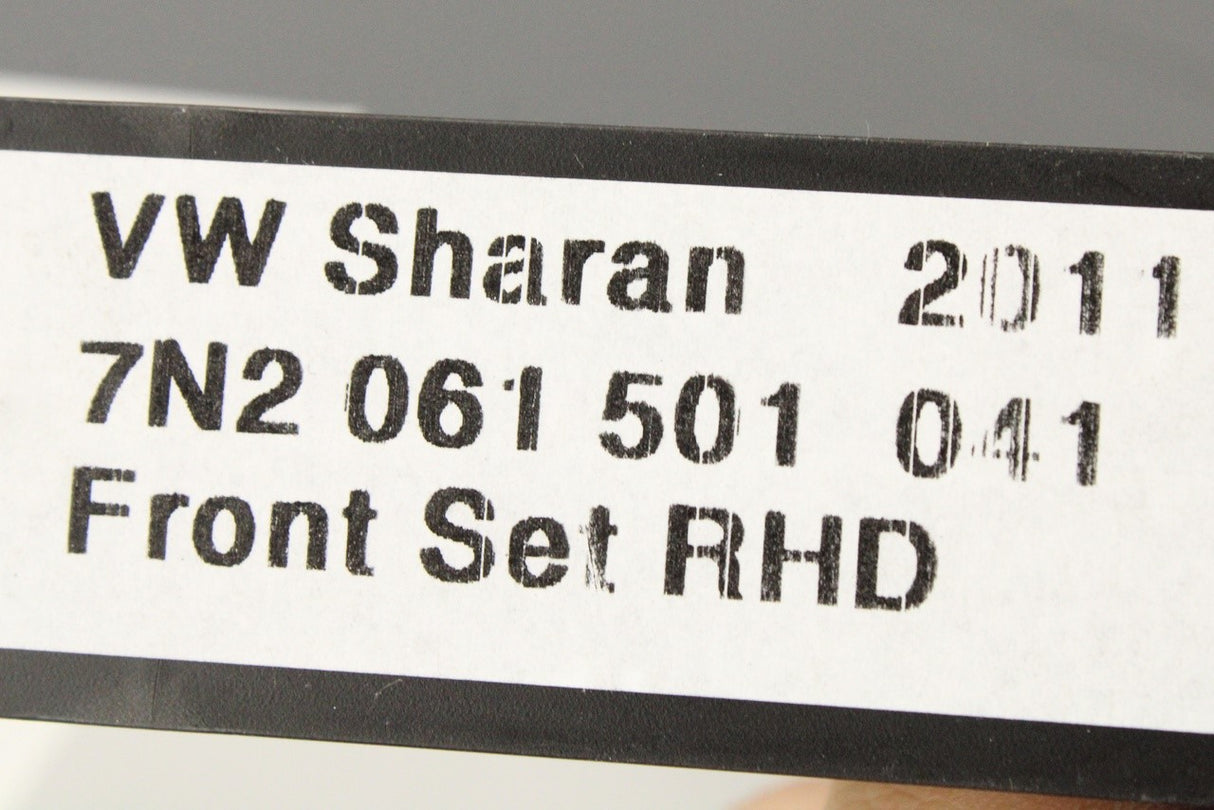 VW Sharan 2011
7N2 061 501 041
Front Set RHD